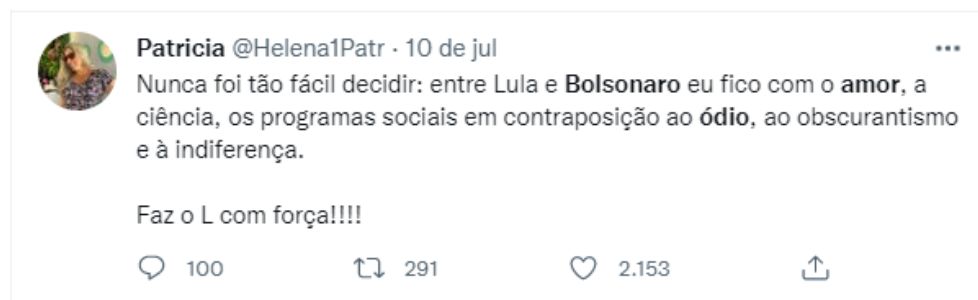 Patricia @Helena1Patr · 10 de jul
Nunca foi tão fácil decidir: entre Lula e Bolsonaro eu fico com o amor, a
ciência, os programas sociais em contraposição ao ódio, ao obscurantismo
e à indiferença.
Faz o L com força!!!!
100 291 2.153